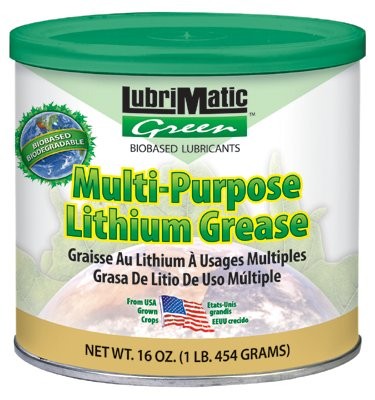 LubriMatic™
Green
BIOBASED LUBRICANTS
BIOBASED
BIODEGRADABLE
Multi-Purpose
Lithium Grease
Graisse Au Lithium À Usages Multiples
Grasa De Litio De Uso Múltiple
From USA
Grown
Crops
Etats-Unis
grandis
EEUU crecido
NET WT. 16 OZ. (1 LB. 454 GRAMS)